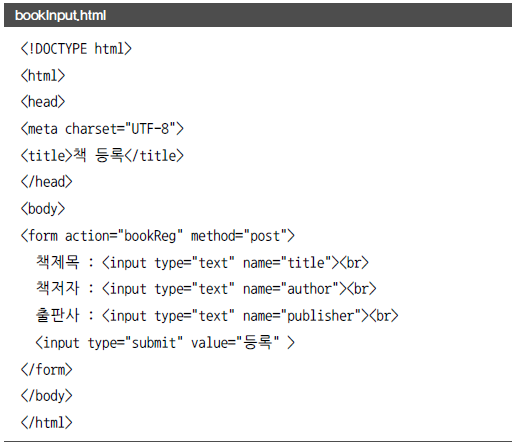 bookInput.html
<!DOCTYPE html>
<html>
<head>
<meta charset="UTF-8">
<title>책 등록</title>
</head>
<body>
<form action="bookReg" method="post">
책제목 : <input type="text" name="title"><br>
책저자 : <input type="text" name="author"><br>
출판사 : <input type="text" name="publisher"><br>
<input type="submit" value="등록" >
</form>
</body>
</html>